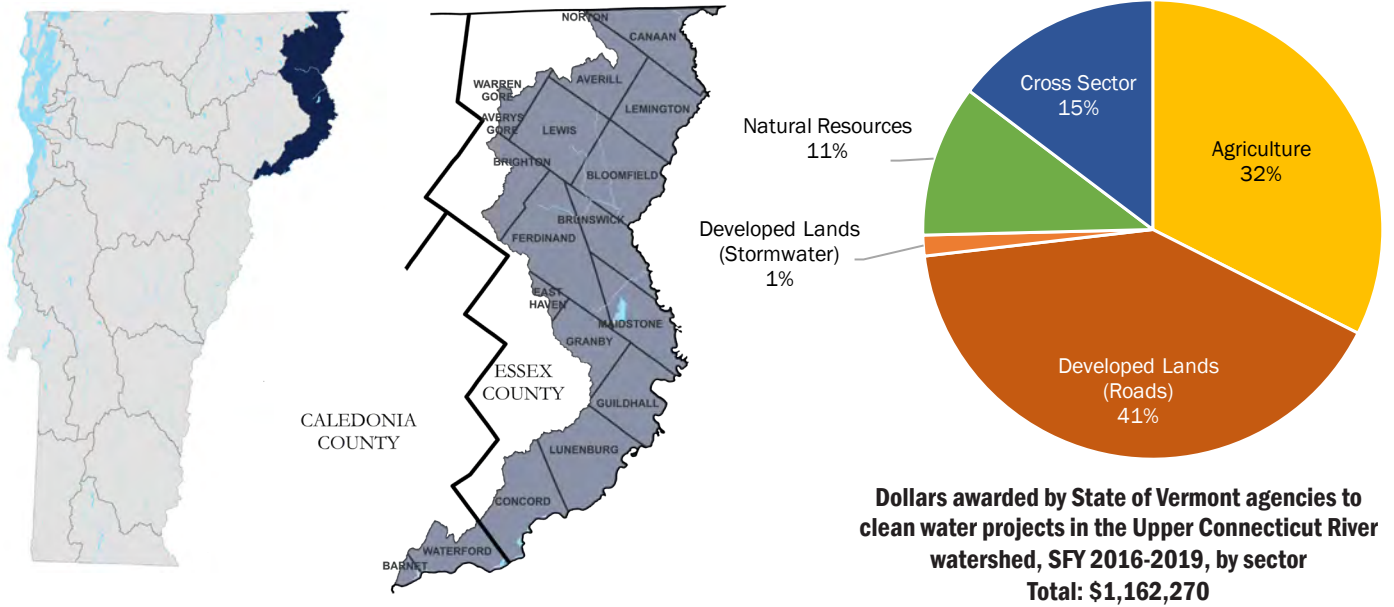 NORTON
CANAAN
AVERILL
WARREN
GORE
LEMINGTON
AVERYS
GORE
LEWIS
BRIGHTON
BLOOMFIELD
BRUNSWICK
FERDINAND
EAST
HAVEN
MAIDSTONE
GRANBY
ESSEX
COUNTY
GUILDHALL
CALEDONIA
COUNTY
LUNENBURG
CONCORD
WATERFORD
BARNET
Cross Sector
15%
Natural Resources
11%
Agriculture
32%
Developed Lands
(Stormwater)
1%
Developed Lands
(Roads)
41%
Dollars awarded by State of Vermont agencies to
clean water projects in the Upper Connecticut River
watershed, SFY 2016-2019, by sector
Total: $1,162,270